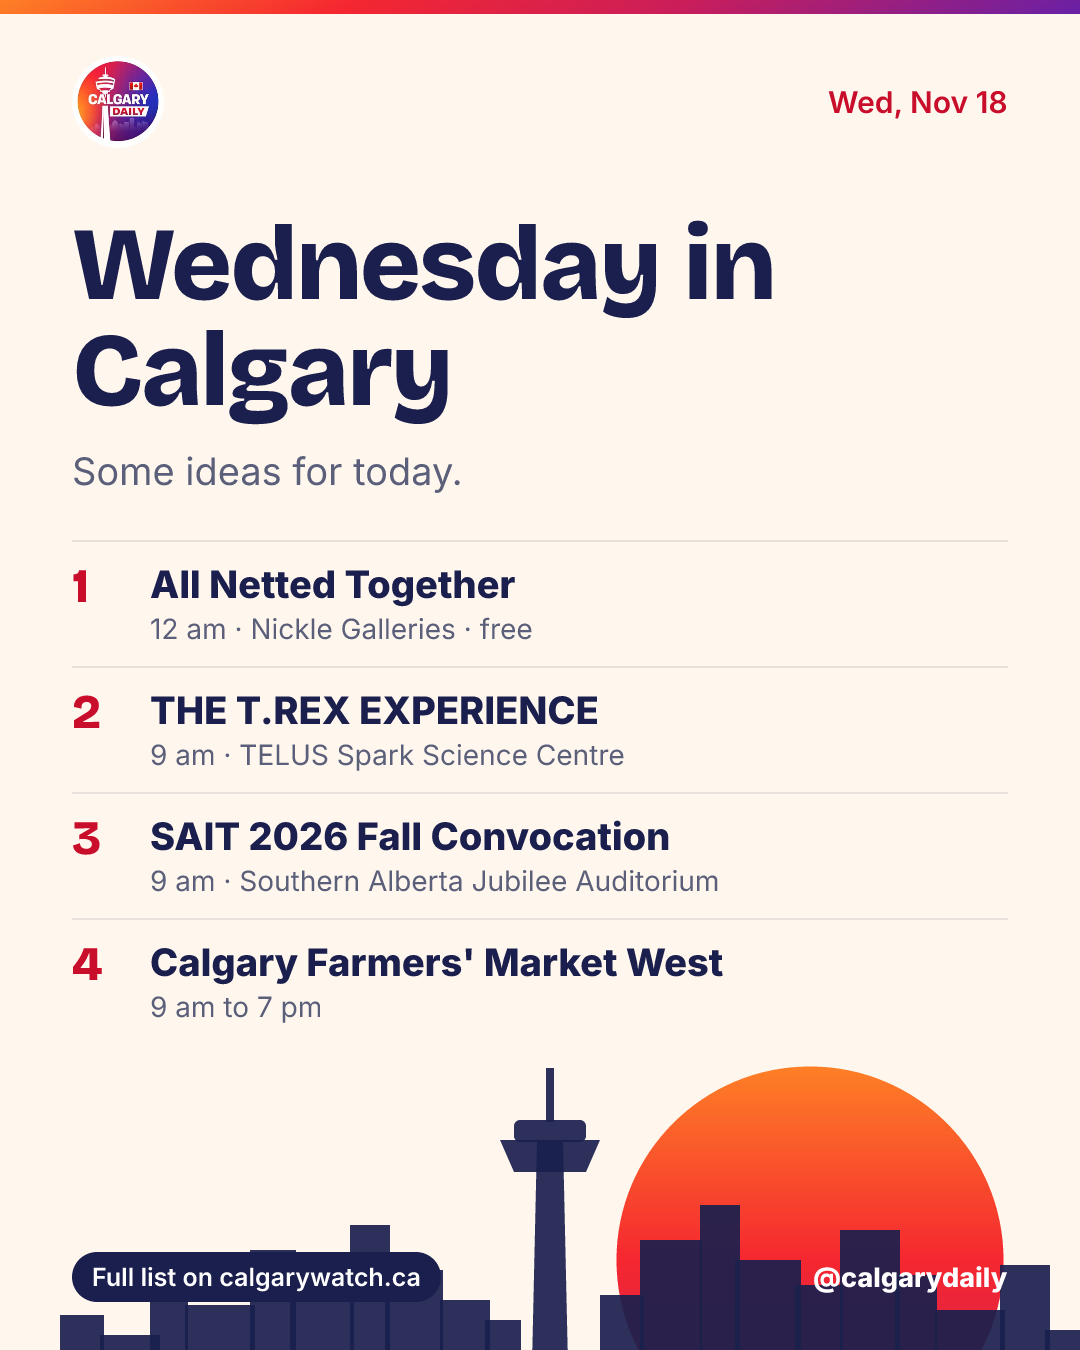 CALGARY
DAILY
Wed, Nov 18
Wednesday in
Calgary
Some ideas for today.
1 All Netted Together
12 am · Nickle Galleries · free
2 THE T.REX EXPERIENCE
9 am · TELUS Spark Science Centre
3 SAIT 2026 Fall Convocation
9 am · Southern Alberta Jubilee Auditorium
4 Calgary Farmers' Market West
9 am to 7 pm
Full list on calgarywatch.ca
@calgarydaily